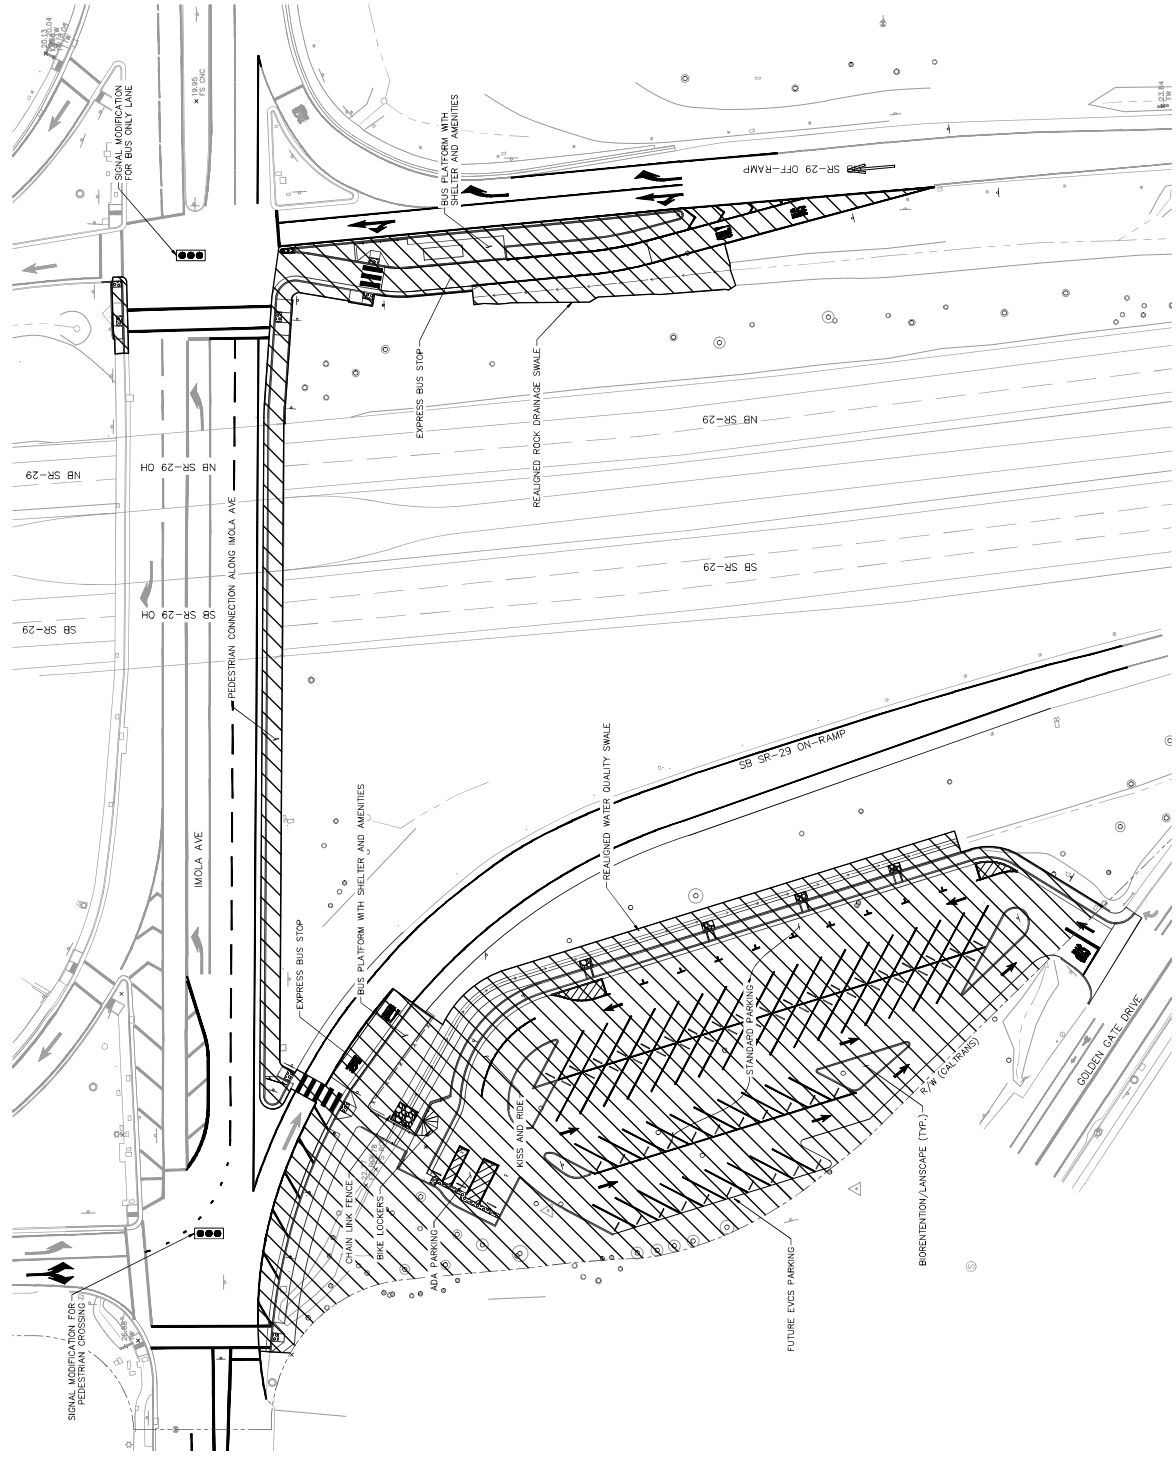 SIGNAL MODIFICATION
FOR BUS ONLY LANE
19.95
FS CNC
BUS PLATFORM WITH
SHELTER AND AMENITIES
NB SR-29 OFF-RAMP
EXPRESS BUS STOP
REALIGNED ROCK DRAINAGE SWALE
NB SR-29
NB SR-29 OH
NB SR-29
PEDESTRIAN CONNECTION ALONG IMOLA AVE
SB SR-29
SB SR-29 OH
SB SR-29
SB SR-29 ON-RAMP
IMOLA AVE
BUS PLATFORM WITH SHELTER AND AMENITIES
REALIGNED WATER QUALITY SWALE
EXPRESS BUS STOP
STANDARD PARKING
GOLDEN GATE DRIVE
R/W (CALTRANS)
KISS AND RIDE
CHAIN LINK FENCE
BIKE LOCKERS
ADA PARKING
BIORENTENTION/LANSCAPE (TYP.)
FUTURE EVCS PARKING
SIGNAL MODIFICATION FOR
PEDESTRIAN CROSSING